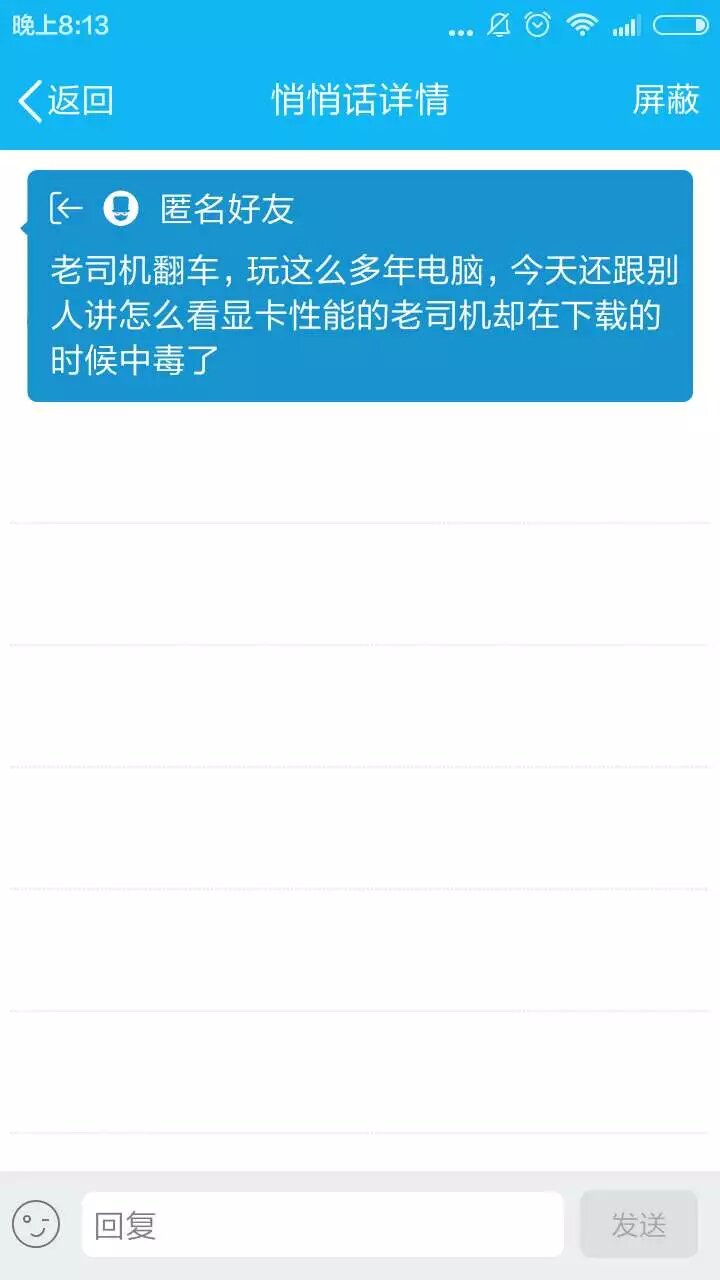 晚上8:13
返回
悄悄话详情
屏蔽
匿名好友
老司机翻车，玩这么多年电脑，今天还跟别
人讲怎么看显卡性能的老司机却在下载的
时候中毒了
回复
发送